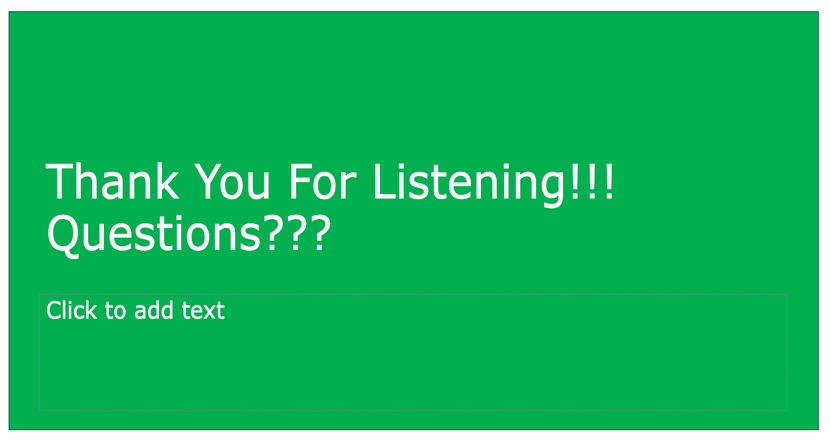 Thank You For Listening!!!
Questions???
Click to add text